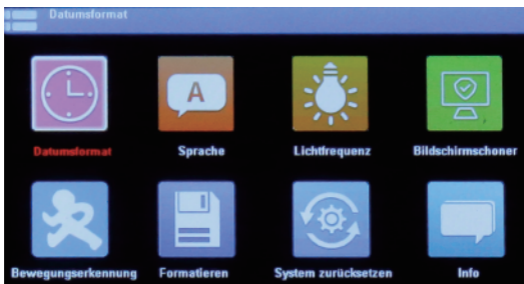 Datumsformat
A
Datumsformat Sprache Lichtfrequenz Bildschirmschoner
Bewegungserkennung Formatieren System zurücksetzen Info